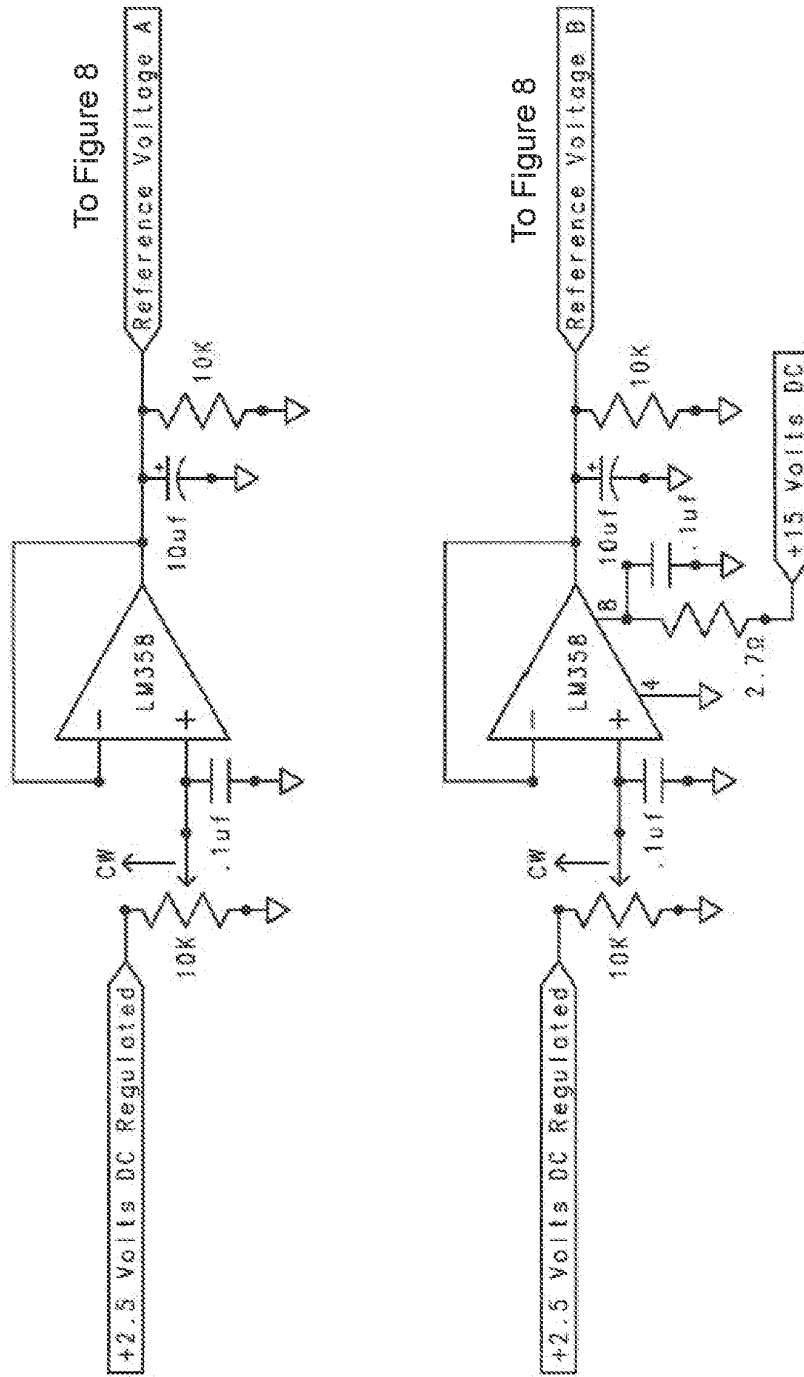 +2.5 Volts DC Regulated
10K
CW
.1uf
-
+
LM358
10uf
+
10K
Reference Voltage A
To Figure 8
+2.5 Volts DC Regulated
10K
CW
.1uf
-
+
LM358
4
8
2.7Ω
.1uf
10uf
+
10K
+15 Volts DC
Reference Voltage B
To Figure 8